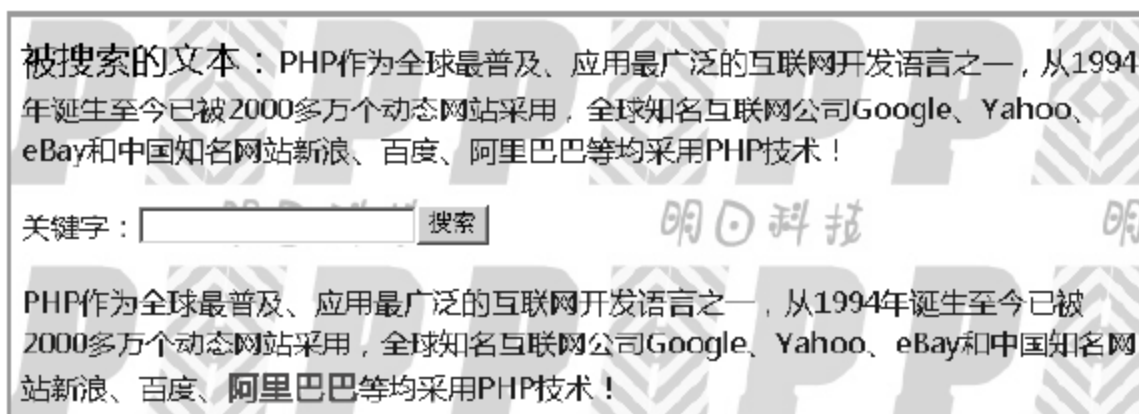 被搜索的文本：PHP作为全球最普及、应用最广泛的互联网开发语言之一，从1994
年诞生至今已被2000多万个动态网站采用，全球知名互联网公司Google、Yahoo、
eBay和中国知名网站新浪、百度、阿里巴巴等均采用PHP技术！
关键字： 搜索
明日科技
PHP作为全球最普及、应用最广泛的互联网开发语言之一，从1994年诞生至今已被
2000多万个动态网站采用，全球知名互联网公司Google、Yahoo、eBay和中国知名网
站新浪、百度、阿里巴巴等均采用PHP技术！